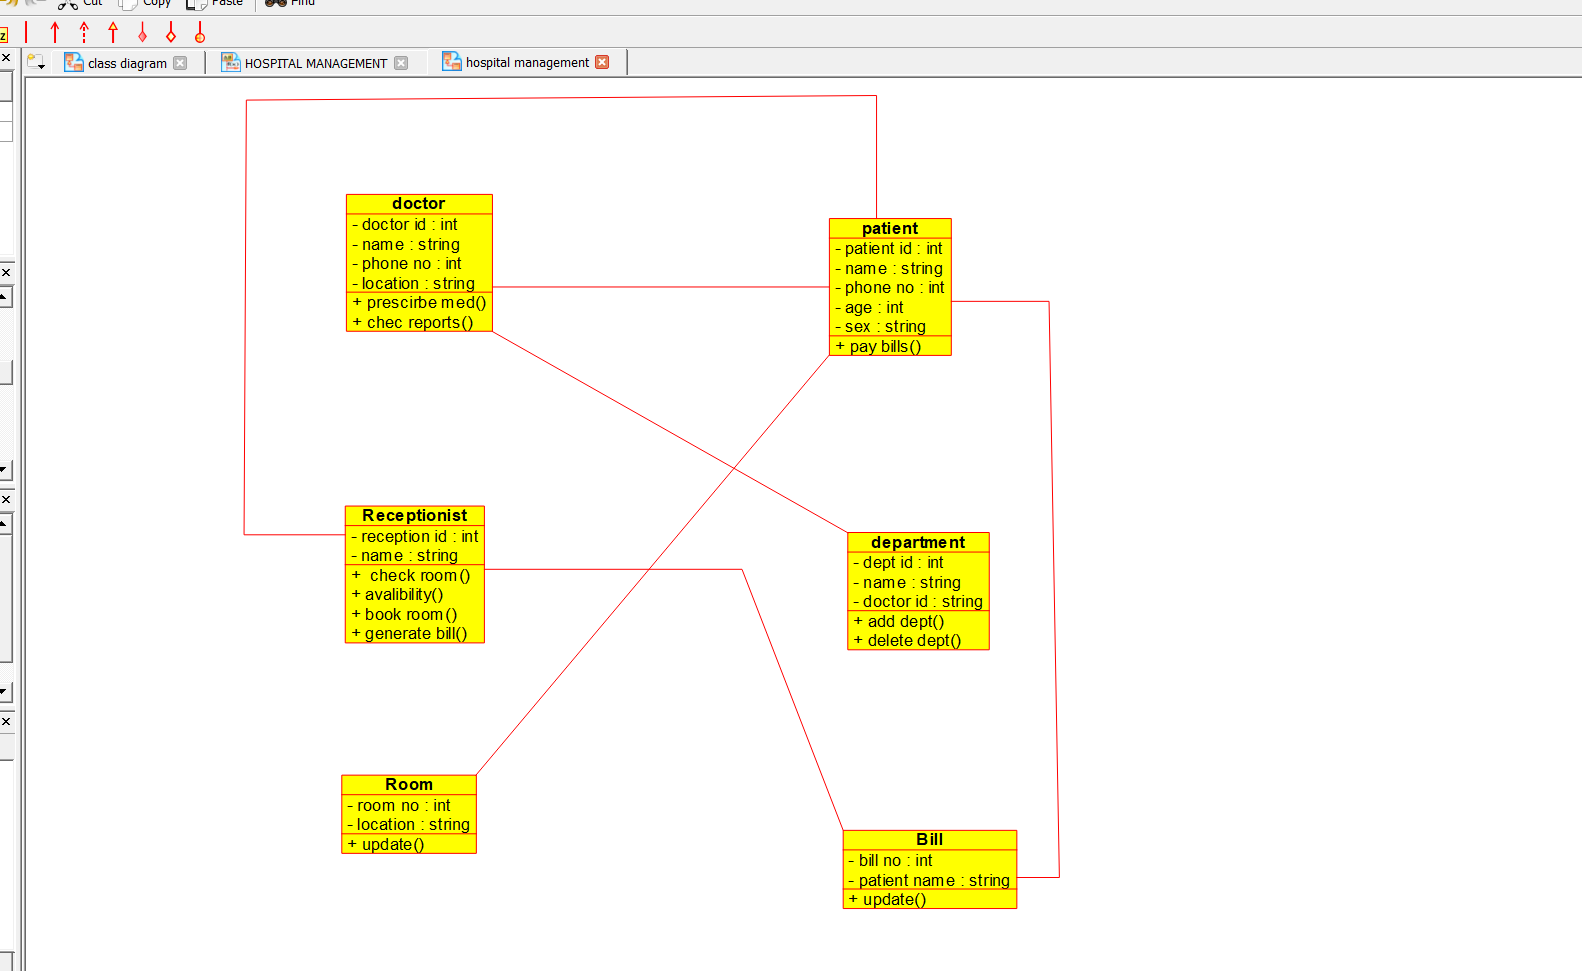 Cut
Copy
Paste
Find
z
class diagram
HOSPITAL MANAGEMENT
hospital management
doctor
- doctor id : int
- name : string
- phone no : int
- location : string
+ prescirbe med()
+ chec reports()
patient
- patient id : int
- name : string
- phone no : int
- age : int
- sex : string
+ pay bills()
Receptionist
- reception id : int
- name : string
+ check room()
+ avalibility()
+ book room()
+ generate bill()
department
- dept id : int
- name : string
- doctor id : string
+ add dept()
+ delete dept()
Room
- room no : int
- location : string
+ update()
Bill
- bill no : int
- patient name : string
+ update()